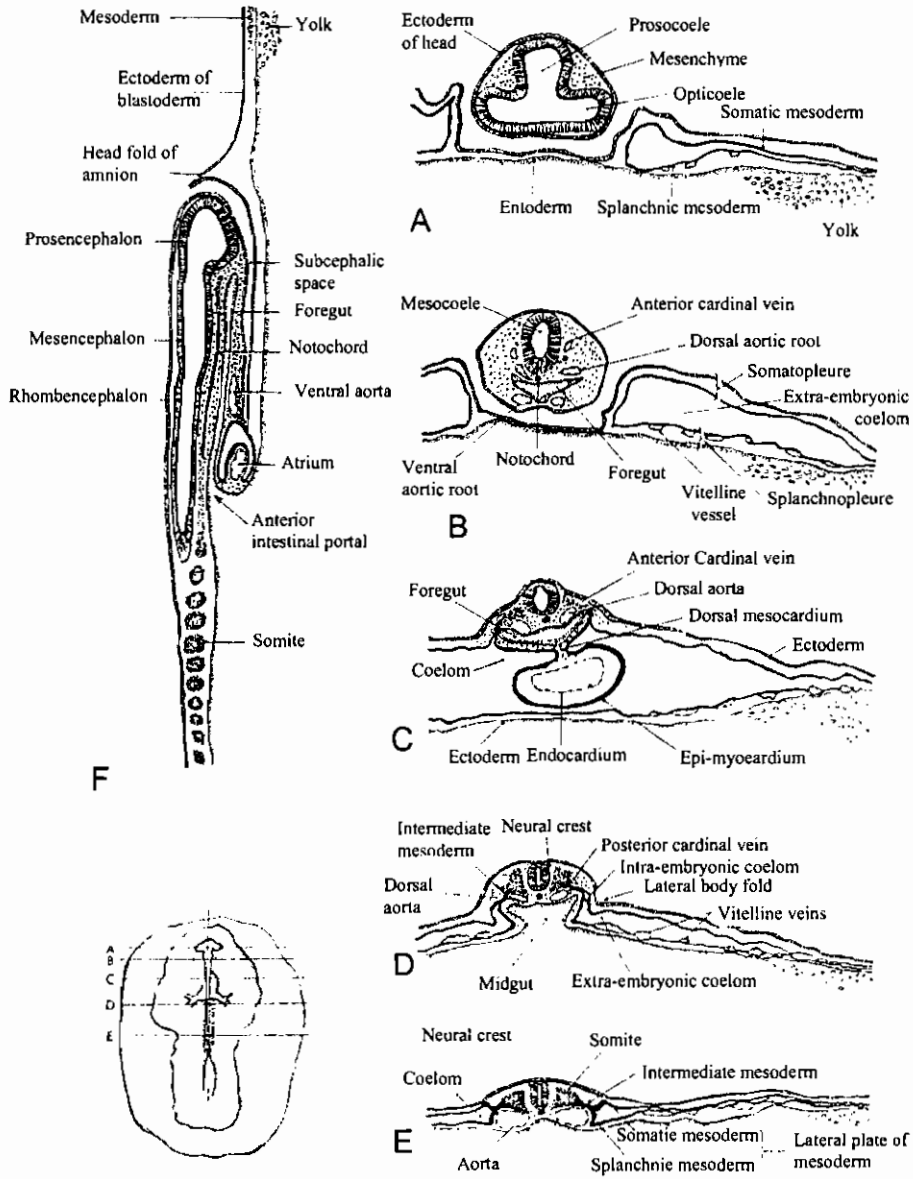 Mesoderm
Yolk
Ectoderm of
blastoderm
Head fold of
amnion
Prosencephalon
Subcephalic
space
Foregut
Mesencephalon
Notochord
Rhombencephalon
Ventral aorta
Atrium
Anterior
intestinal portal
Somite
F
Ectoderm
of head
Prosocoele
Mesenchyme
Opticoele
Somatic mesoderm
Entoderm
Splanchnic mesoderm
A
Yolk
Mesocoele
Anterior cardinal vein
Dorsal aortic root
Somatopleure
Extra-embryonic
coelom
Ventral
aortic root
Notochord
Foregut
Vitelline
vessel
Splanchnopleure
B
Anterior Cardinal vein
Foregut
Dorsal aorta
Dorsal mesocardium
Ectoderm
Coelom
C
Ectoderm
Endocardium
Epi-myoeardium
Intermediate
mesoderm
Neural crest
Posterior cardinal vein
Intra-embryonic coelom
Lateral body fold
Dorsal
aorta
Vitelline veins
D
Midgut
Extra-embryonic coelom
A
B
C
D
E
Neural crest
Somite
Intermediate mesoderm
Coelom
E
Somatie mesoderm
Splanchnie mesoderm
Lateral plate of
mesoderm
Aorta